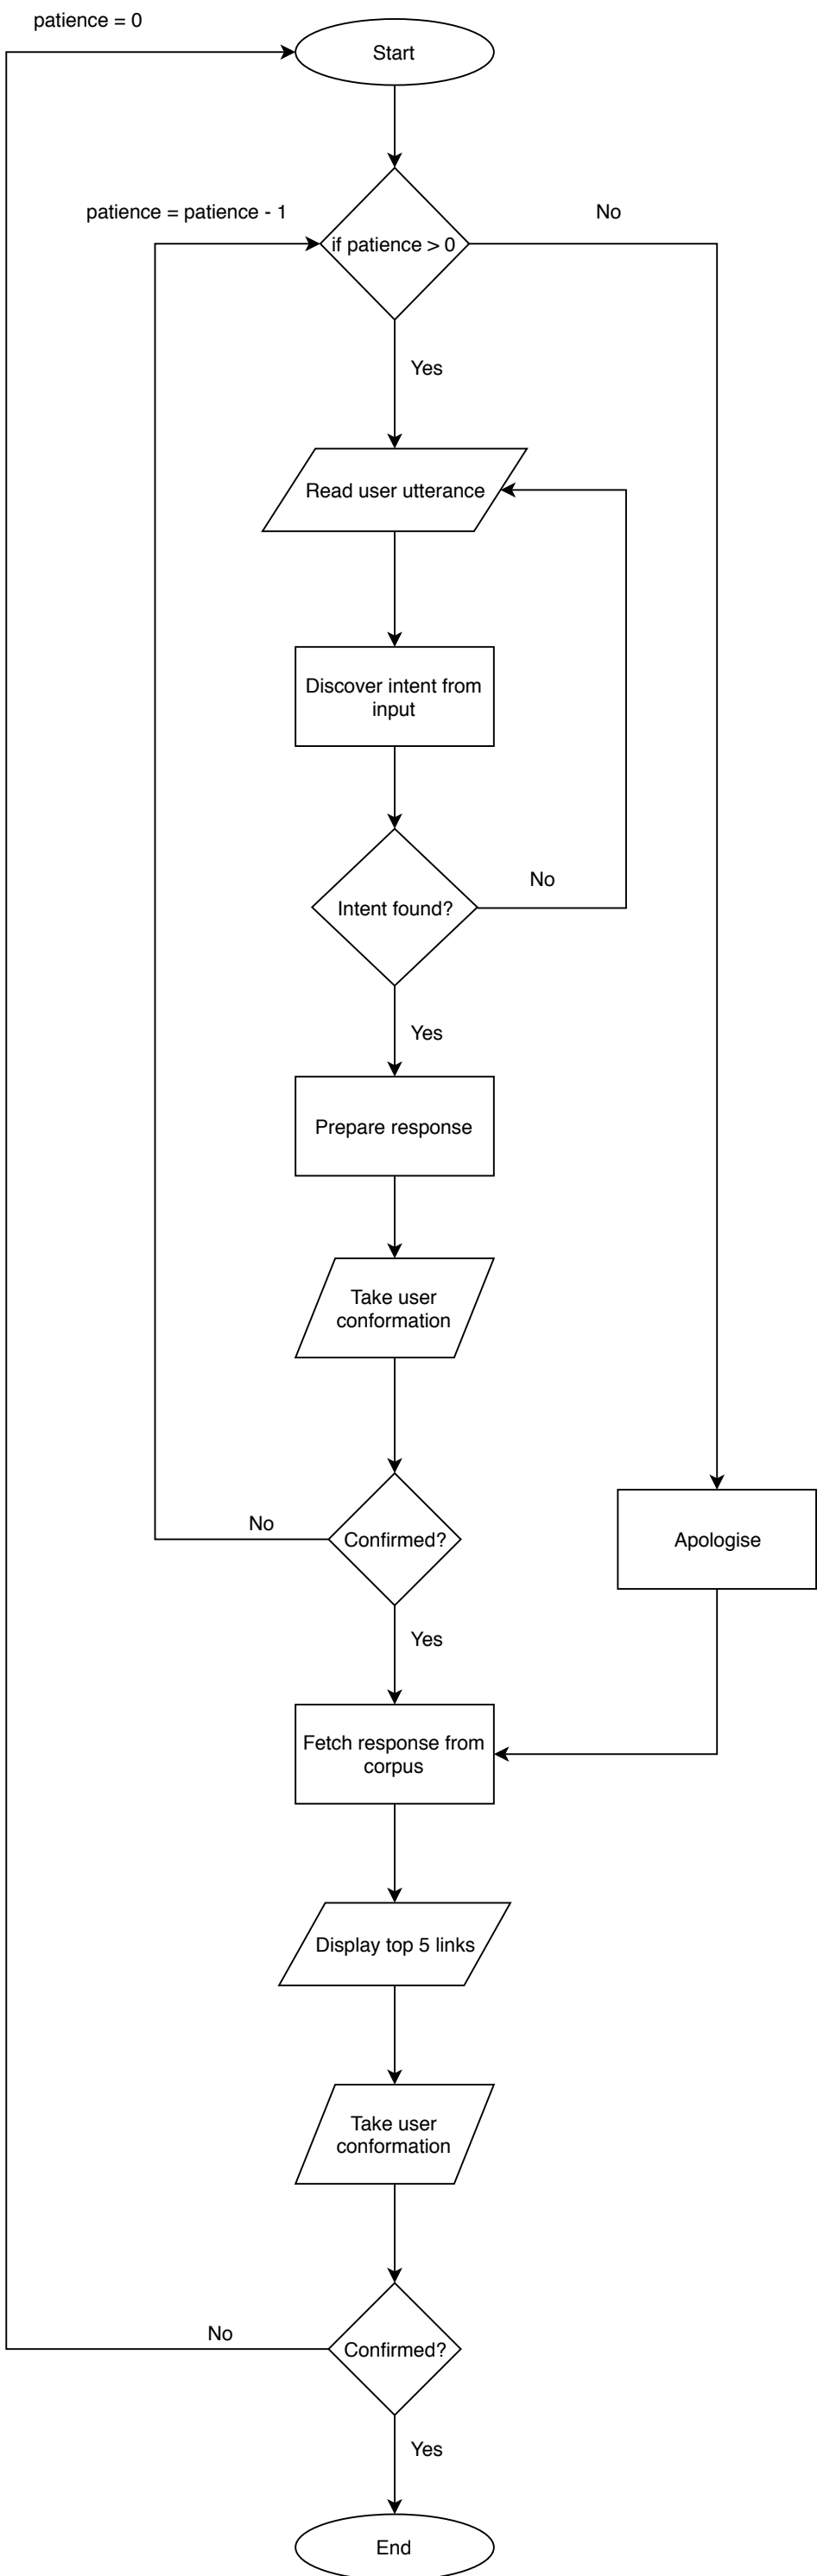 patience = 0
Start
patience = patience - 1
No
if patience > 0
Yes
Read user utterance
Discover intent from
input
No
Intent found?
Yes
Prepare response
Take user
conformation
No
Confirmed?
Apologise
Yes
Fetch response from
corpus
Display top 5 links
Take user
conformation
No
Confirmed?
Yes
End